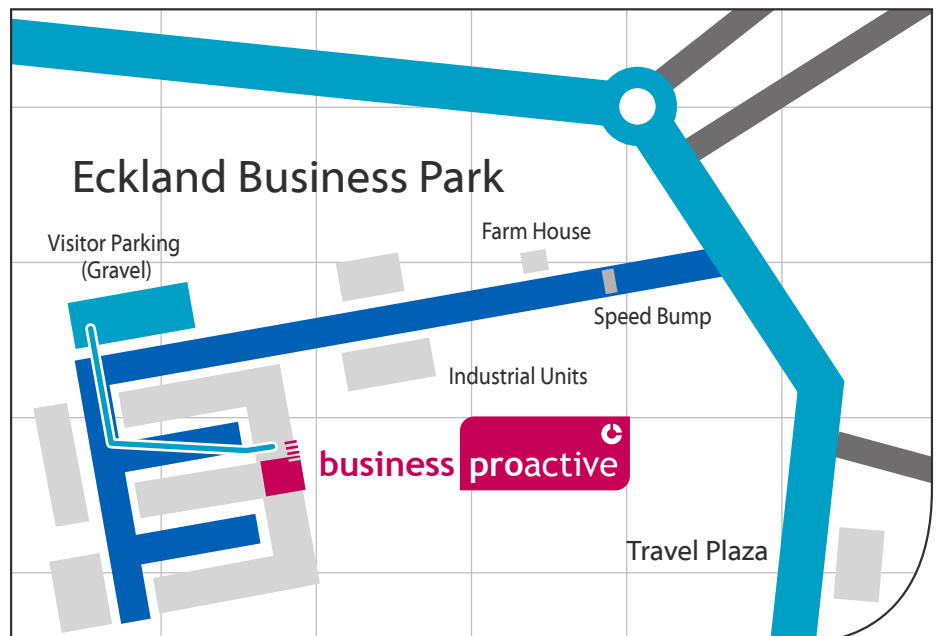 Eckland Business Park
Farm House
Visitor Parking
(Gravel)
Speed Bump
Industrial Units
business proactive
Travel Plaza